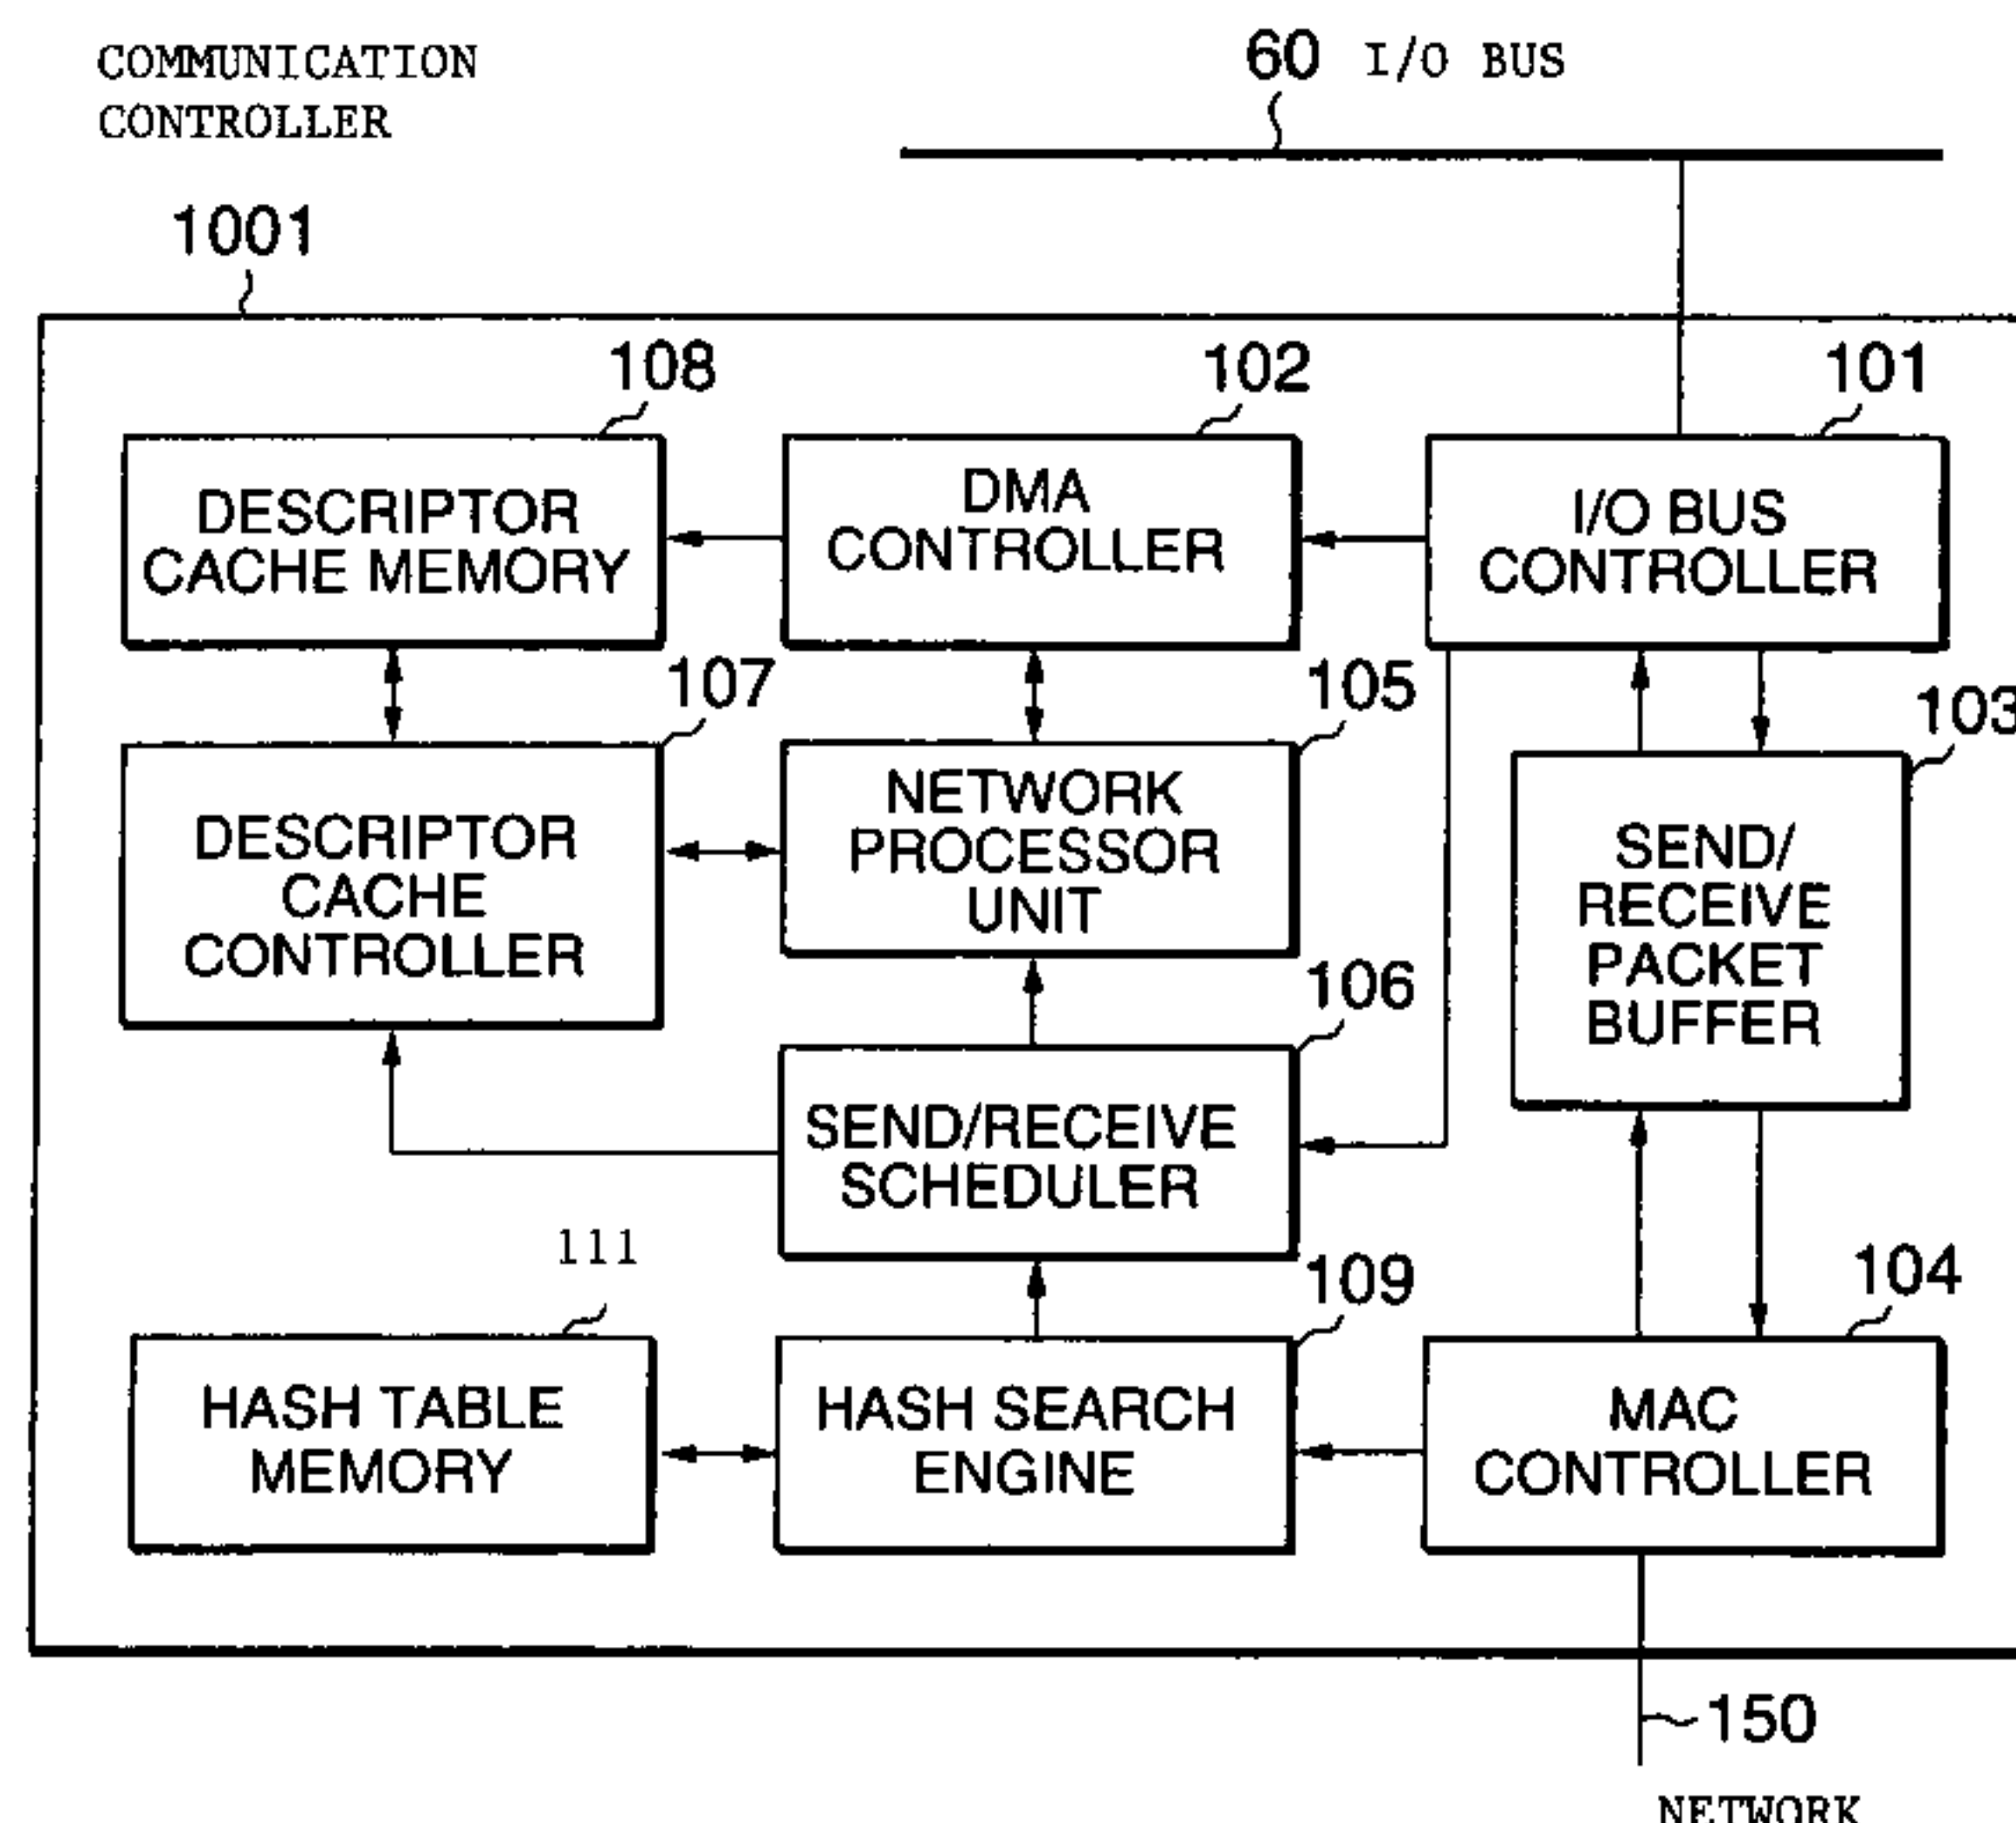 COMMUNICATION
CONTROLLER
60 I/O BUS
1001
108
102
101
DESCRIPTOR
CACHE MEMORY
DMA
CONTROLLER
I/O BUS
CONTROLLER
107
105
103
DESCRIPTOR
CACHE
CONTROLLER
NETWORK
PROCESSOR
UNIT
SEND/
RECEIVE
PACKET
BUFFER
106
SEND/RECEIVE
SCHEDULER
111
109
104
HASH TABLE
MEMORY
HASH SEARCH
ENGINE
MAC
CONTROLLER
150
NETWORK